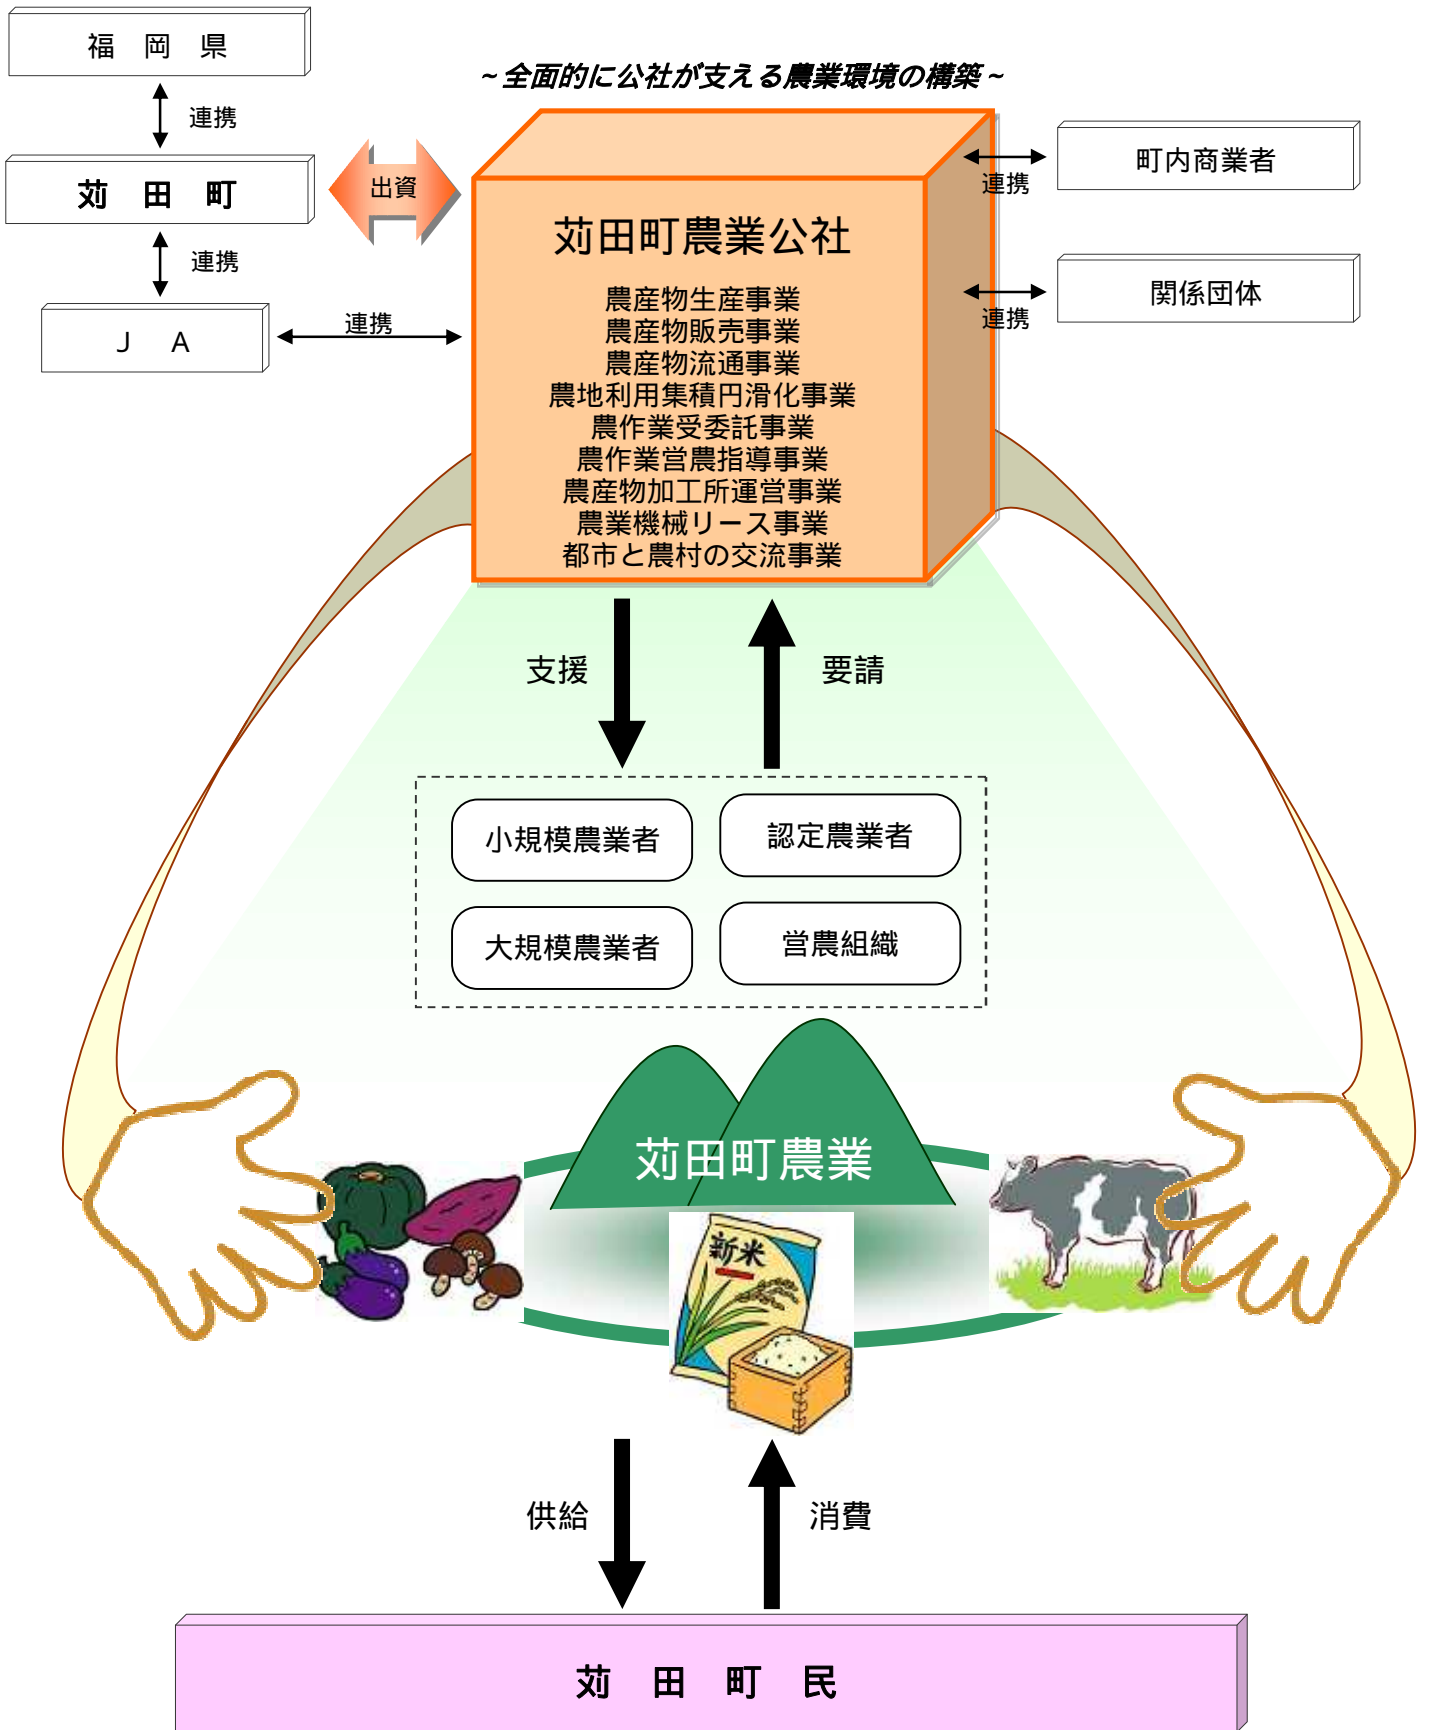 福　岡　県
～全面的に公社が支える農業環境の構築～
連携
町内商業者
苅　田　町
出資
連携
苅田町農業公社
連携
関係団体
連携
Ｊ　Ａ
連携
農産物生産事業
農産物販売事業
農産物流通事業
農地利用集積円滑化事業
農作業受委託事業
農作業営農指導事業
農産物加工所運営事業
農業機械リース事業
都市と農村の交流事業
支援
要請
小規模農業者
認定農業者
大規模農業者
営農組織
苅田町農業
新米
供給
消費
苅　田　町　民